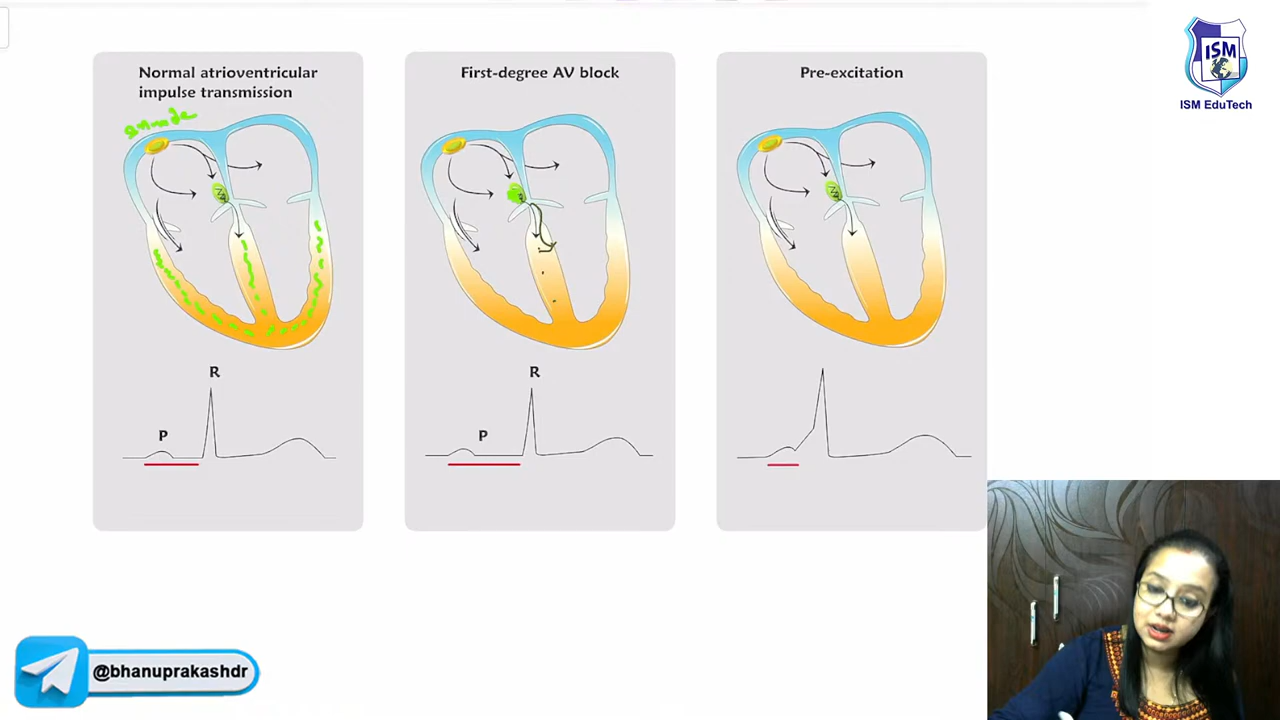 Normal atrioventricular
impulse transmission
First-degree AV block
Pre-excitation
R
P
R
P
ISM
ISM EduTech
@bhanuprakashdr